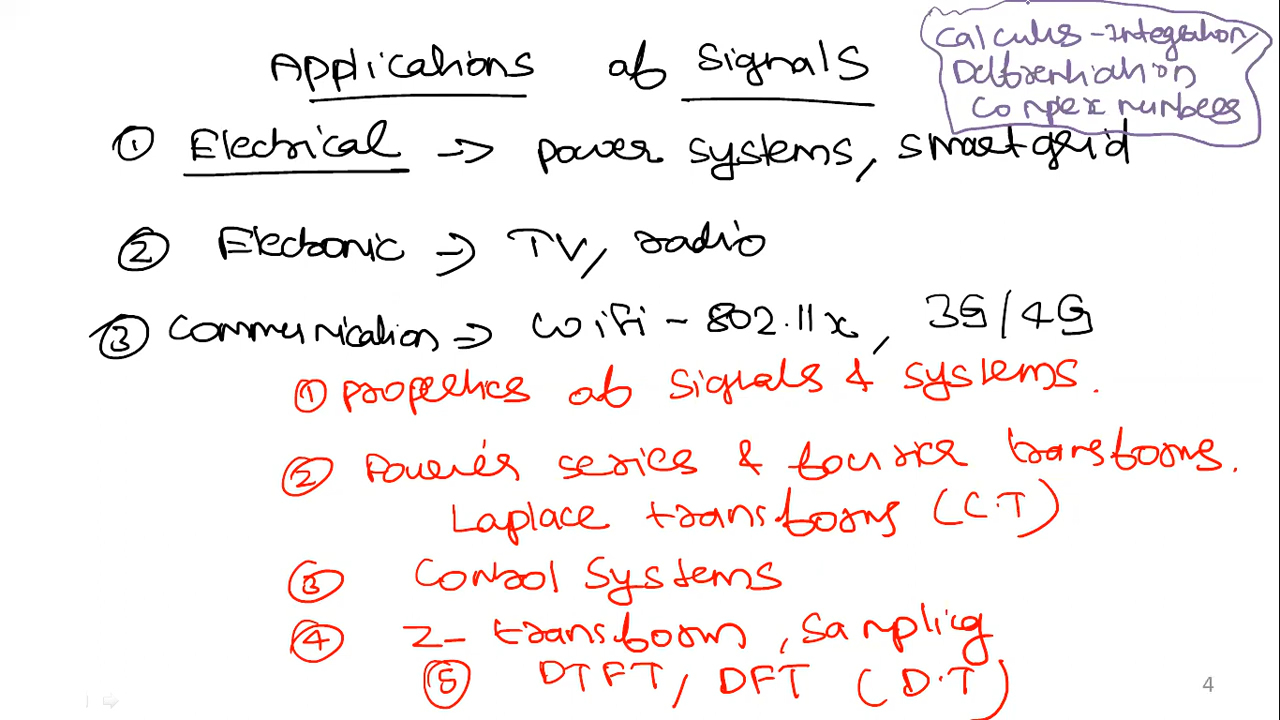 Applications of Signals
Calculus - Integration,
Differentiation
Complex numbers
① Electrical → power systems, smart grid
② Electronic ⇒ TV, radio
③ Communication ⇒ WiFi - 802.11x, 3G/4G
① properties of signals & systems.
② Fourier series & fourier transforms.
Laplace transforms (C.T)
③ Control Systems
④ Z- transform, Sampling
⑤ DTFT, DFT (D.T)
4